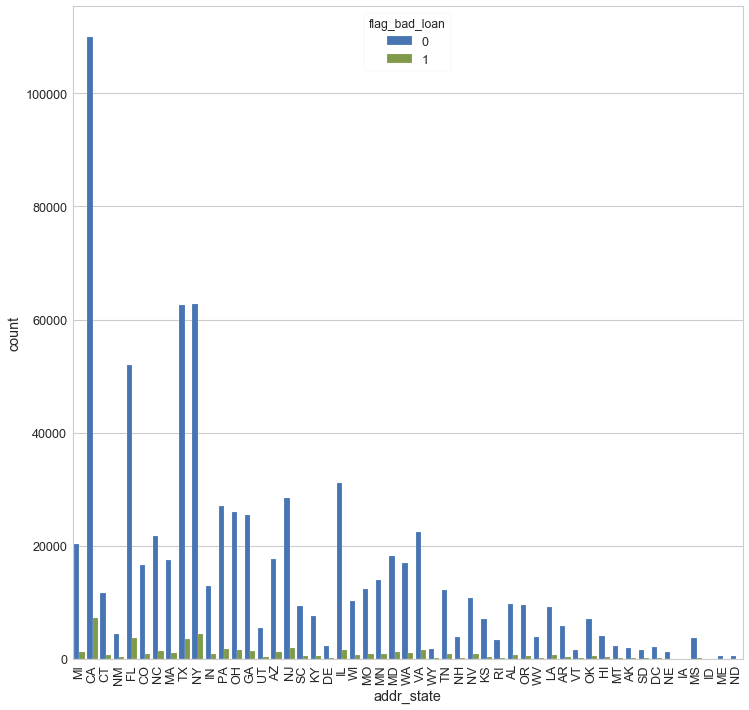 flag_bad_loan
0
1
100000
80000
60000
40000
20000
0
count
MI CA CT NM FL CO NC MA TX NY IN PA OH GA UT AZ NJ SC KY DE IL WI MO MN MD WA VA WY TN NH NV KS RI AL OR WV LA AR VT OK HI MT AK SD DC NE IA MS ID ME ND
addr_state